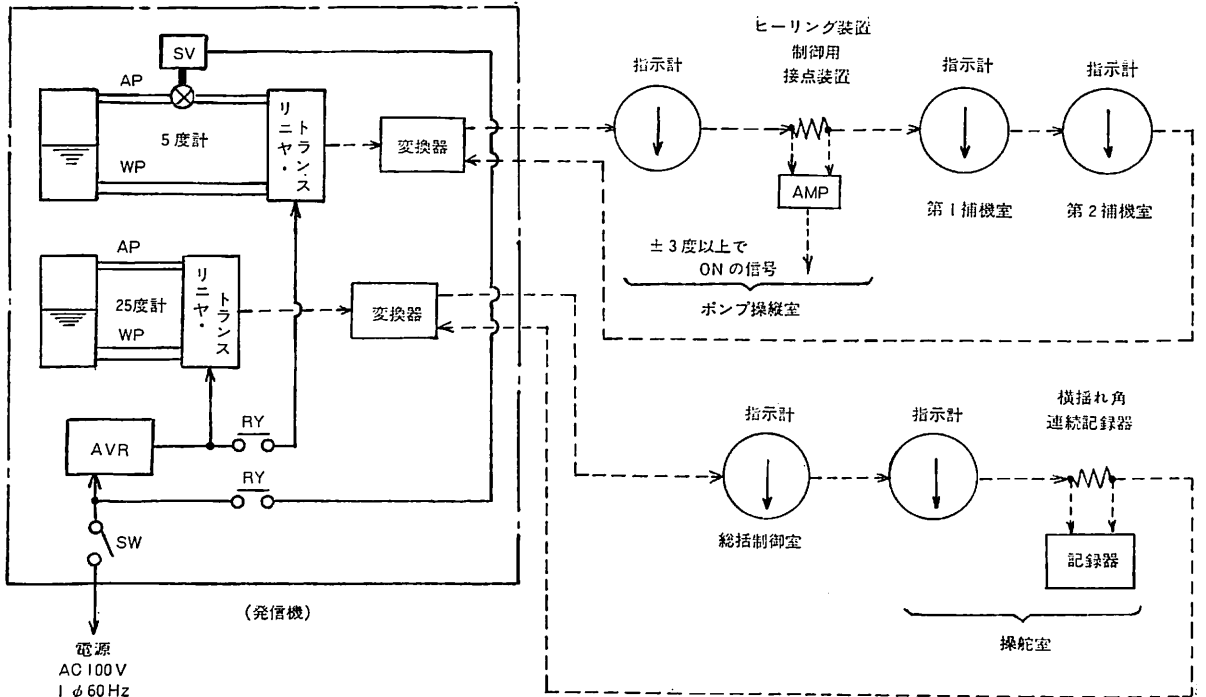 SV
AP
5度計
WP
リニヤ・
トランス
変換器
AP
25度計
WP
リニヤ・
トランス
変換器
AVR
RY
RY
SW
(発信機)
電源
AC 100V
1φ60Hz
指示計
ヒーリング装置
制御用
接点装置
AMP
±3度以上で
ONの信号
ポンプ操縦室
指示計
第1補機室
指示計
第2補機室
指示計
総括制御室
指示計
横揺れ角
連続記録器
記録器
操舵室